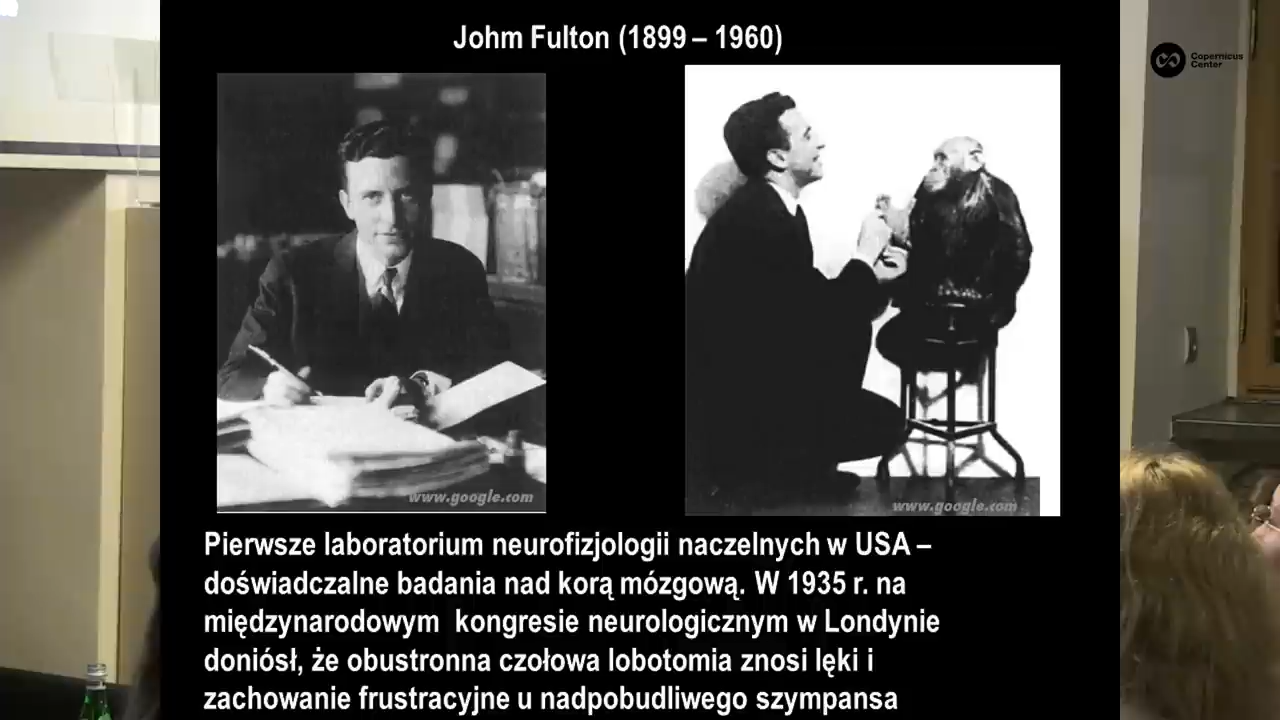 Johm Fulton (1899 – 1960)
Copernicus
Center
www.google.com
www.google.com
Pierwsze laboratorium neurofizjologii naczelnych w USA –
doświadczalne badania nad korą mózgową. W 1935 r. na
międzynarodowym kongresie neurologicznym w Londynie
doniósł, że obustronna czołowa lobotomia znosi lęki i
zachowanie frustracyjne u nadpobudliwego szympansa